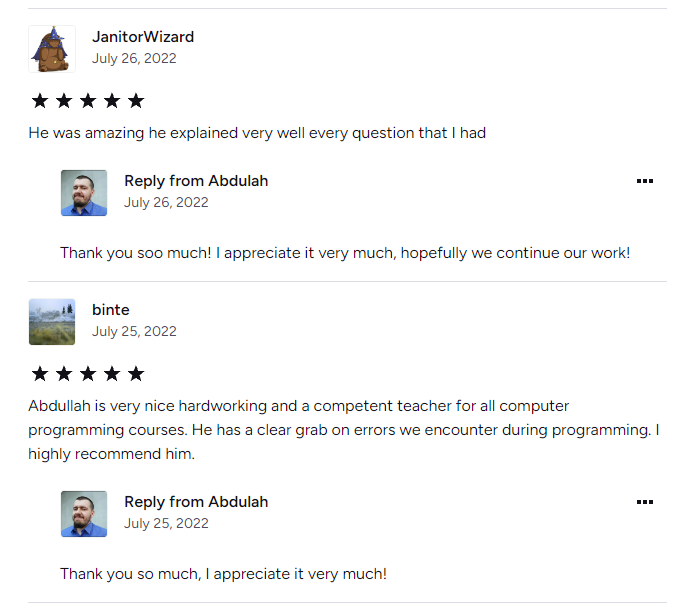 JanitorWizard
July 26, 2022
He was amazing he explained very well every question that I had
Reply from Abdulah
July 26, 2022
Thank you soo much! I appreciate it very much, hopefully we continue our work!
binte
July 25, 2022
Abdullah is very nice hardworking and a competent teacher for all computer
programming courses. He has a clear grab on errors we encounter during programming. I
highly recommend him.
Reply from Abdulah
July 25, 2022
Thank you so much, I appreciate it very much!